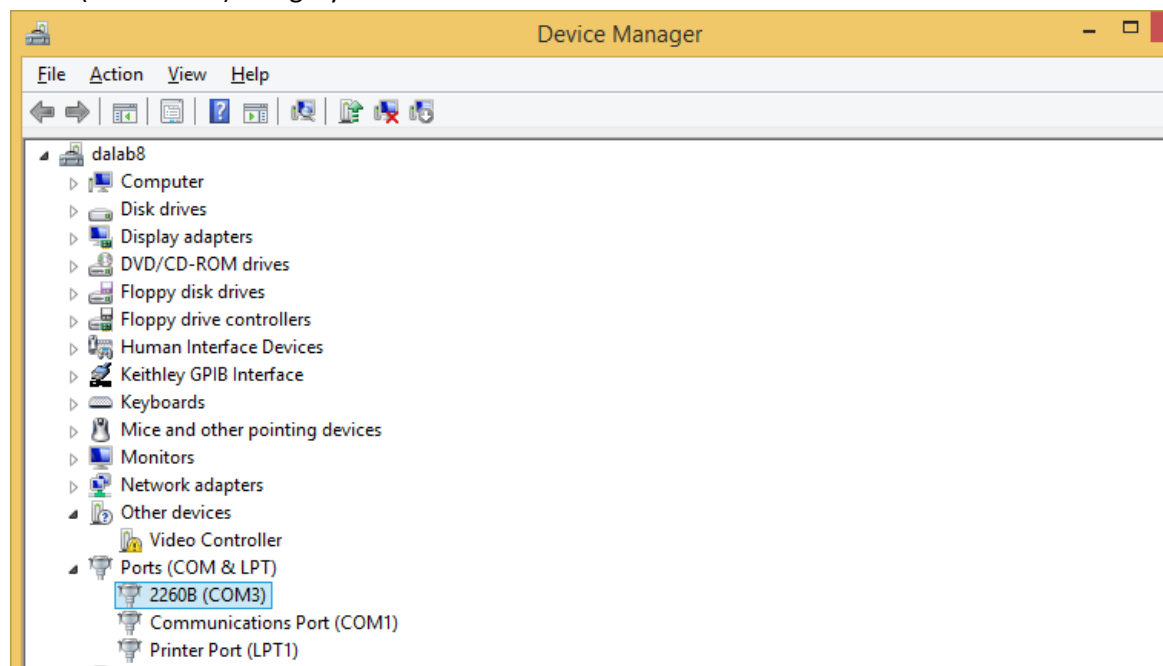 Device Manager
File Action View Help
dalab8
Computer
Disk drives
Display adapters
DVD/CD-ROM drives
Floppy disk drives
Floppy drive controllers
Human Interface Devices
Keithley GPIB Interface
Keyboards
Mice and other pointing devices
Monitors
Network adapters
Other devices
Video Controller
Ports (COM & LPT)
2260B (COM3)
Communications Port (COM1)
Printer Port (LPT1)